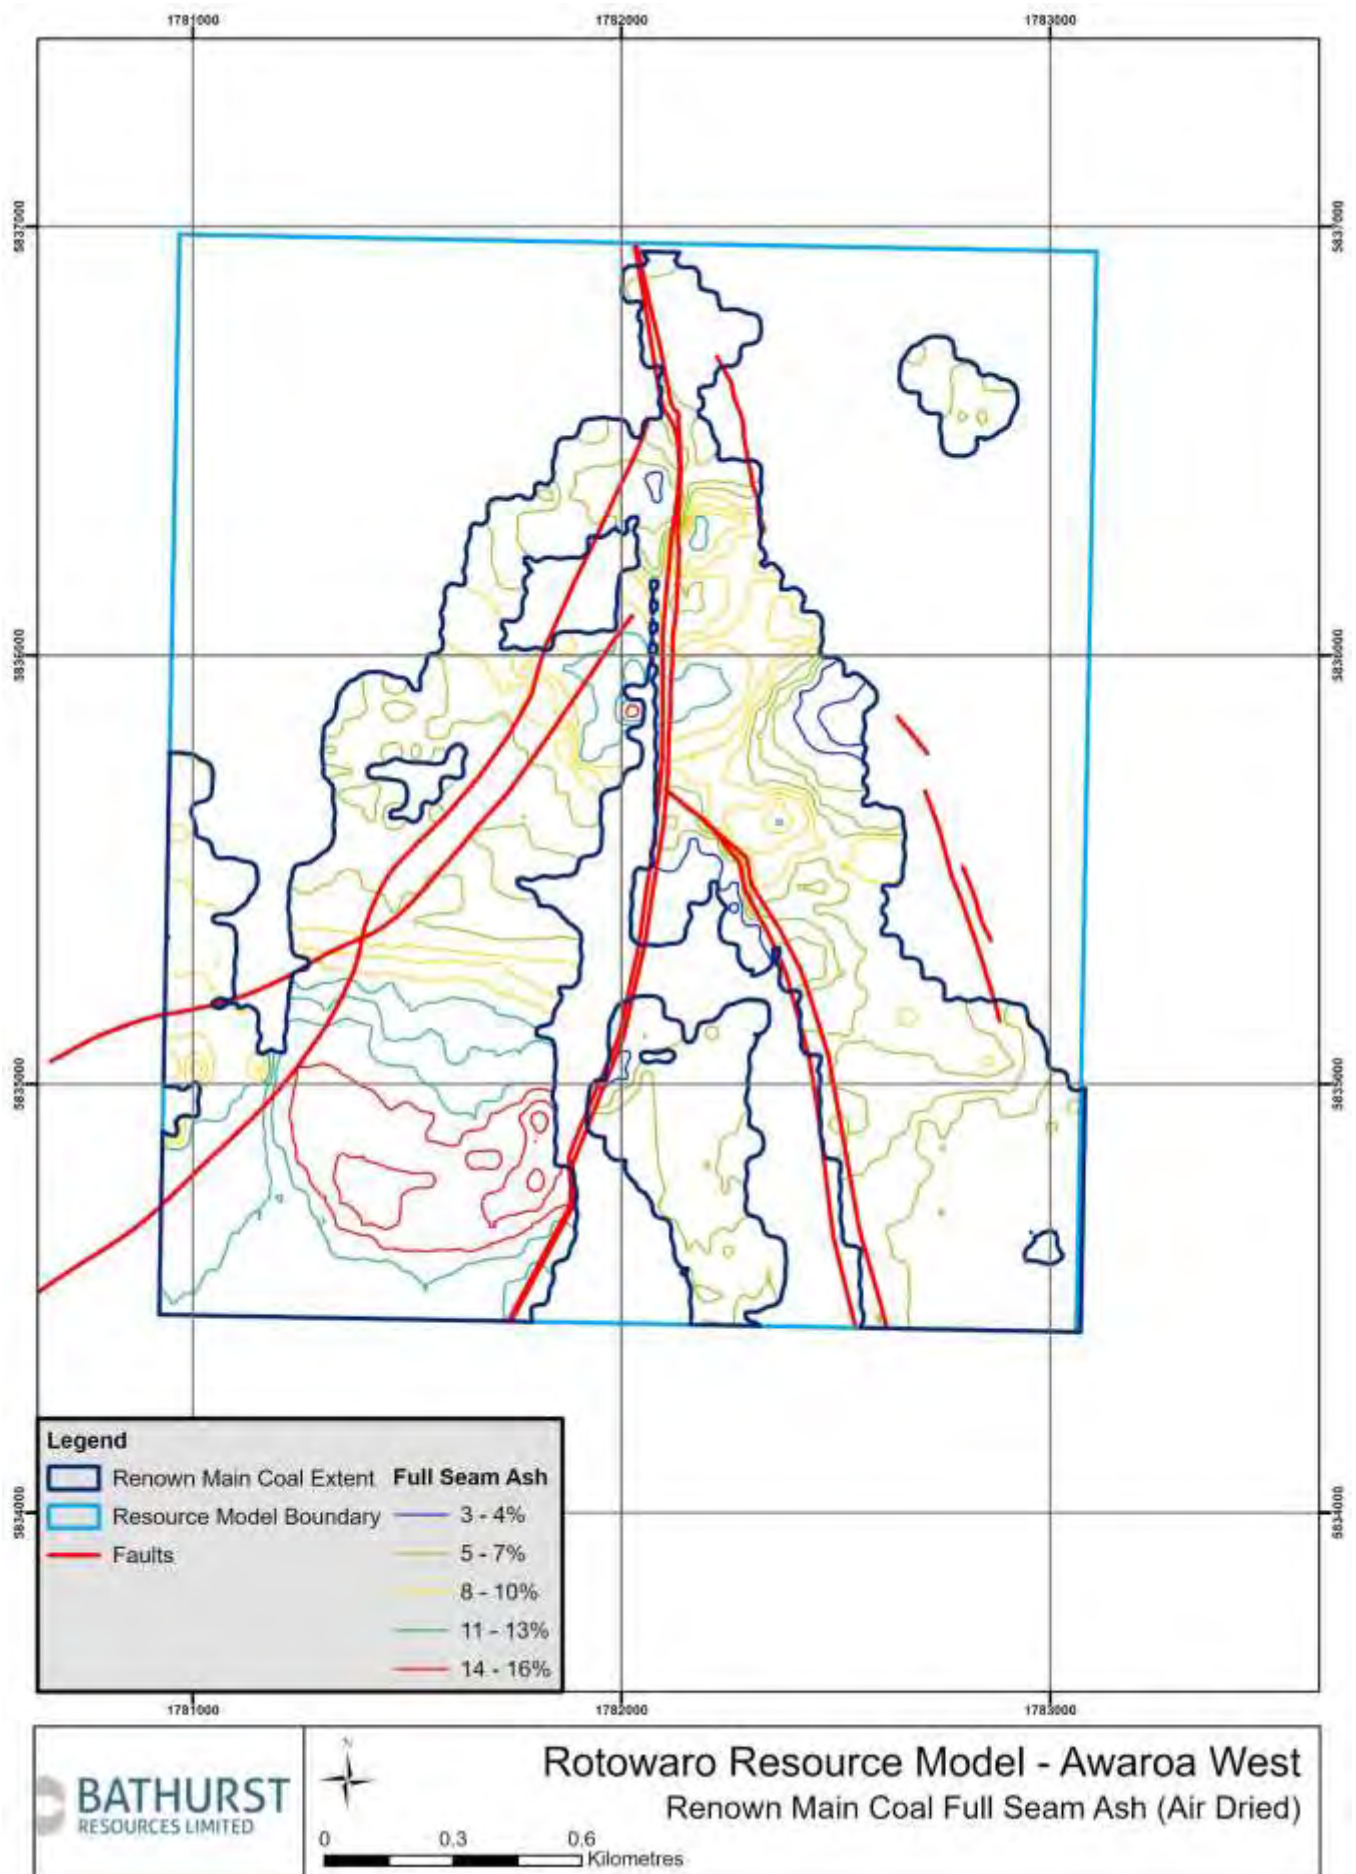 1781000 1782000 1783000
5837000 5837000
5836000 5836000
5835000 5835000
5834000 5834000
Legend
Renown Main Coal Extent
Resource Model Boundary
Faults
Full Seam Ash
3 - 4%
5 - 7%
8 - 10%
11 - 13%
14 - 16%
1781000 1782000 1783000
BATHURST
RESOURCES LIMITED
N
0 0.3 0.6
Kilometres
Rotowaro Resource Model - Awaroa West
Renown Main Coal Full Seam Ash (Air Dried)